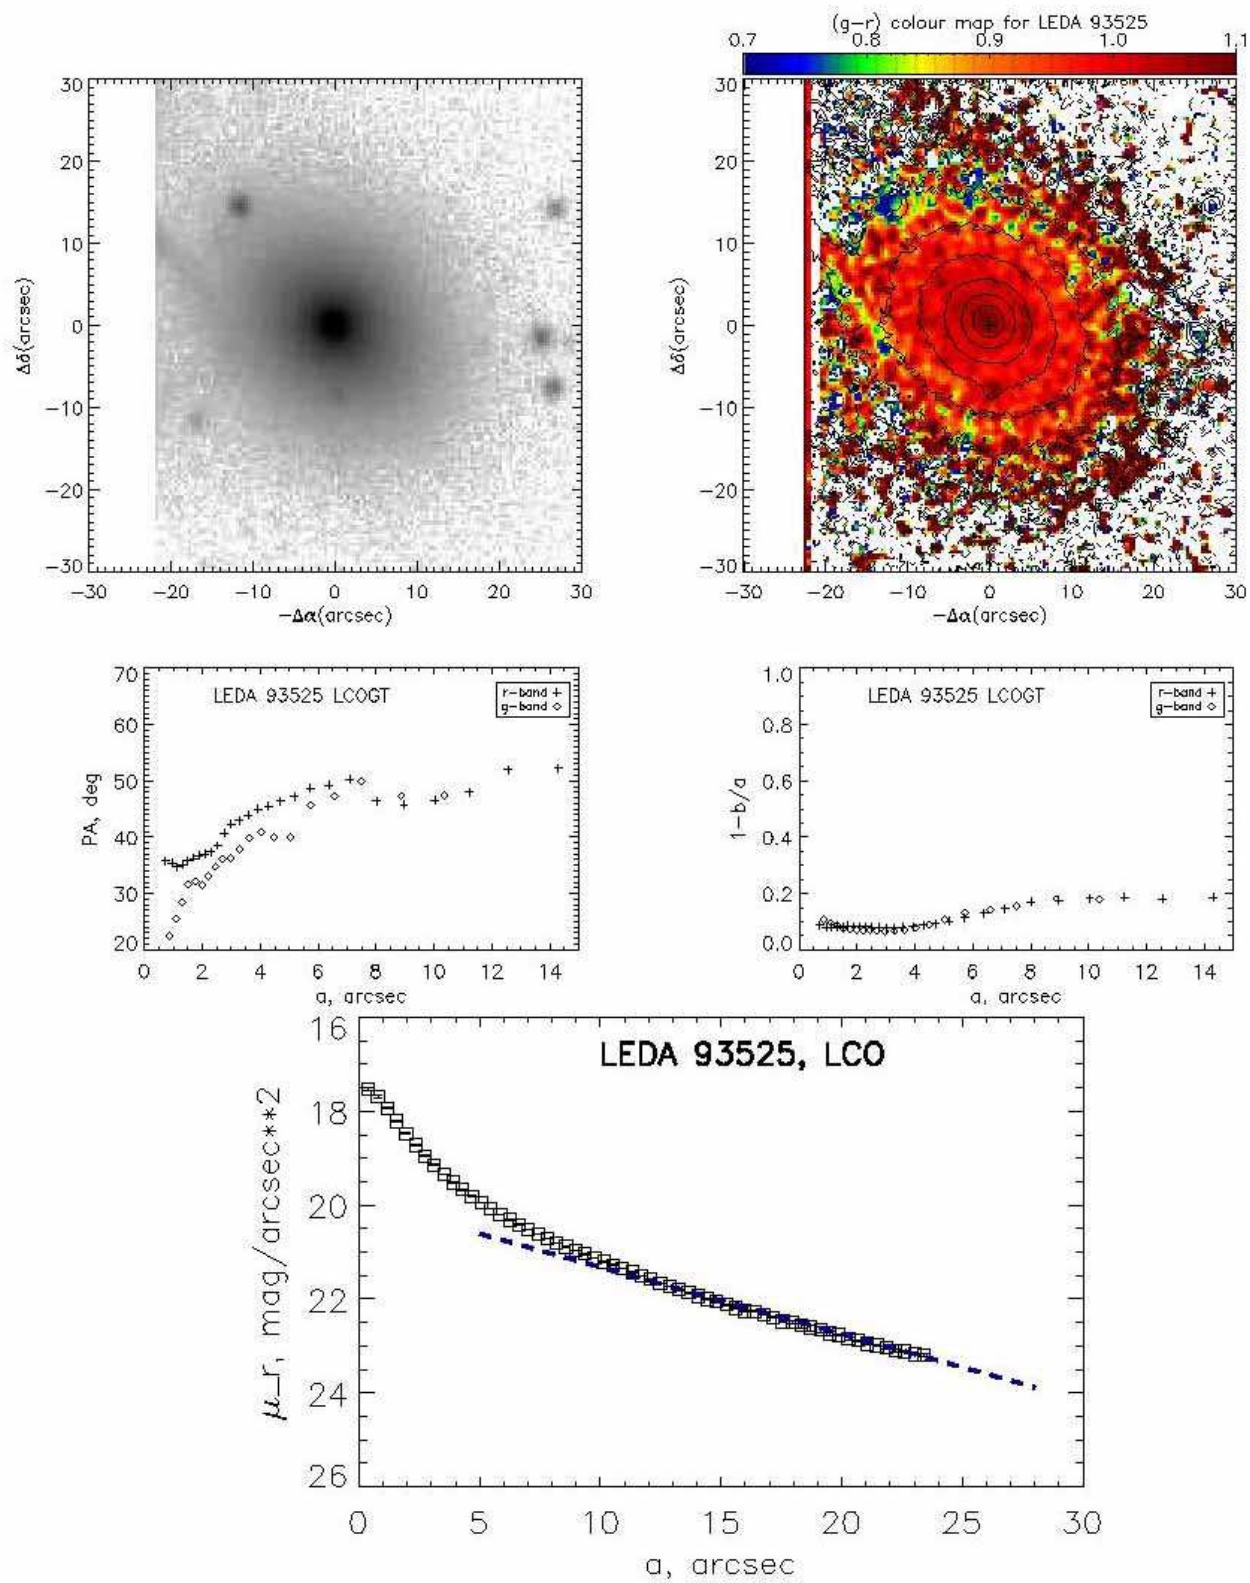 (g-r) colour map for LEDA 93525
0.7 0.8 0.9 1.0 1.1
30
20
10
0
-10
-20
-30
Δδ(arcsec)
-30 -20 -10 0 10 20 30
-Δα(arcsec)
30
20
10
0
-10
-20
-30
Δδ(arcsec)
-30 -20 -10 0 10 20 30
-Δα(arcsec)
LEDA 93525 LCOGT
r-band +
g-band ◇
70
60
50
40
30
20
PA, deg
0 2 4 6 8 10 12 14
a, arcsec
LEDA 93525 LCOGT
r-band +
g-band ◇
1.0
0.8
0.6
0.4
0.2
0.0
1-b/a
0 2 4 6 8 10 12 14
a, arcsec
LEDA 93525, LCO
16
18
20
22
24
26
μ_r, mag/arcsec**2
0 5 10 15 20 25 30
a, arcsec